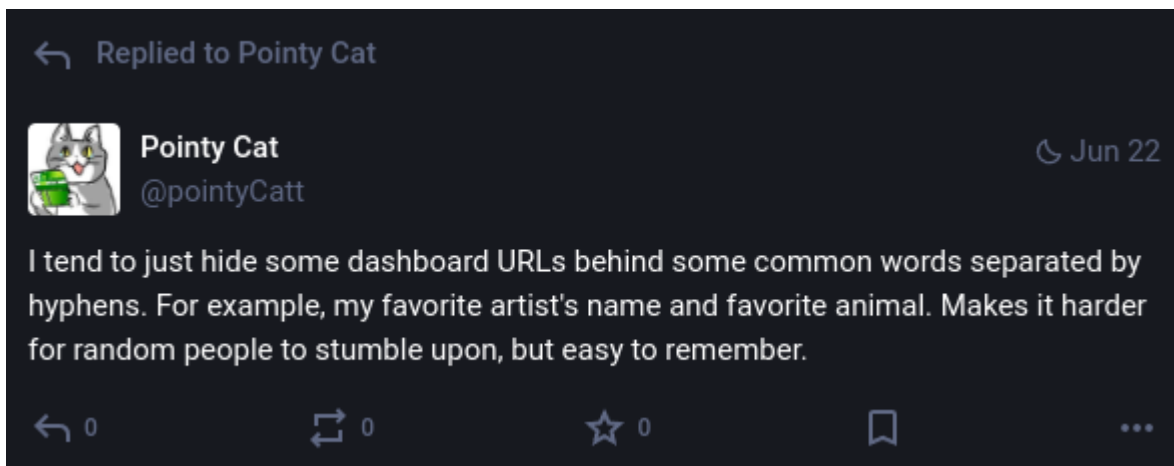 Replied to Pointy Cat
Pointy Cat
Jun 22
@pointyCatt
I tend to just hide some dashboard URLs behind some common words separated by
hyphens. For example, my favorite artist's name and favorite animal. Makes it harder
for random people to stumble upon, but easy to remember.
0 0 0